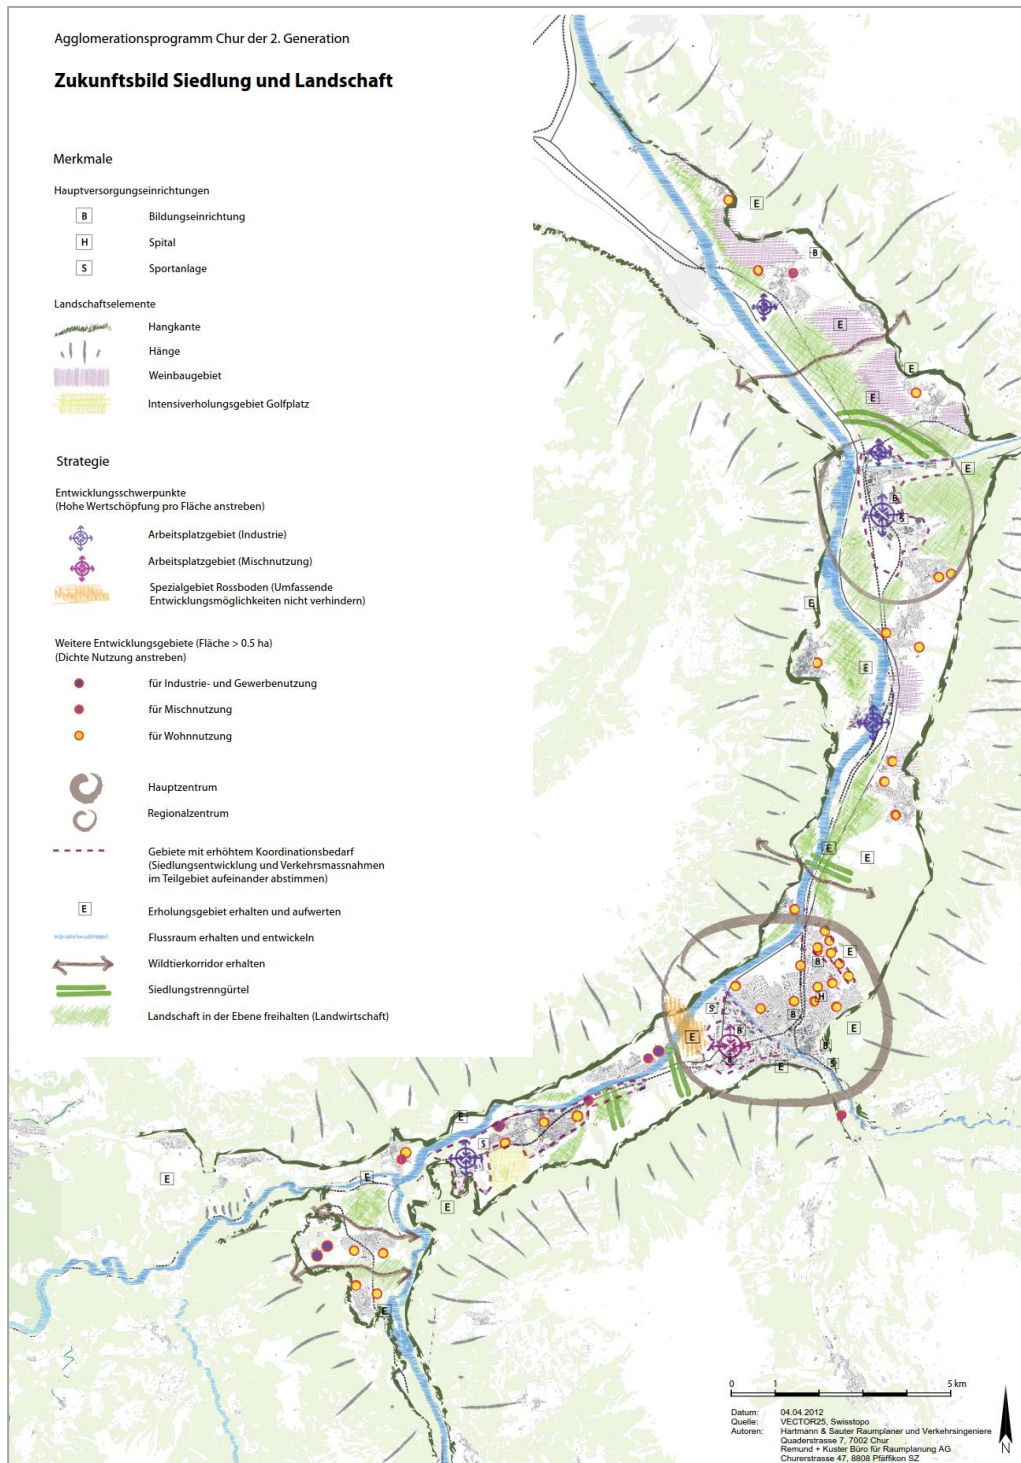 Agglomerationsprogramm Chur der 2. Generation
Zukunftsbild Siedlung und Landschaft
Merkmale
Hauptversorgungseinrichtungen
B Bildungseinrichtung
H Spital
S Sportanlage
Landschaftselemente
Hangkante
Hänge
Weinbaugebiet
Intensiverholungsgebiet Golfplatz
Strategie
Entwicklungsschwerpunkte
(Hohe Wertschöpfung pro Fläche anstreben)
Arbeitsplatzgebiet (Industrie)
Arbeitsplatzgebiet (Mischnutzung)
Spezialgebiet Rossboden (Umfassende
Entwicklungsmöglichkeiten nicht verhindern)
Weitere Entwicklungsgebiete (Fläche > 0.5 ha)
(Dichte Nutzung anstreben)
für Industrie- und Gewerbenutzung
für Mischnutzung
für Wohnnutzung
Hauptzentrum
Regionalzentrum
Gebiete mit erhöhtem Koordinationsbedarf
(Siedlungsentwicklung und Verkehrsmassnahmen
im Teilgebiet aufeinander abstimmen)
E Erholungsgebiet erhalten und aufwerten
Flussraum erhalten und entwickeln
Wildtierkorridor erhalten
Siedlungstrenngürtel
Landschaft in der Ebene freihalten (Landwirtschaft)
E
B
E
E
E
E
B
S
E
E
E
E
B
E
H
S
B
B
E
E
B
S
E
E
S
E
E
E
E
0 1 5 km
Datum: 04.04.2012
Quelle: VECTOR25, Swisstopo
Autoren: Hartmann & Sauter Raumplaner und Verkehrsingeniere
Quaderstrasse 7, 7002 Chur
Remund + Kuster Büro für Raumplanung AG
Churerstrasse 47, 8808 Pfäffikon SZ
N